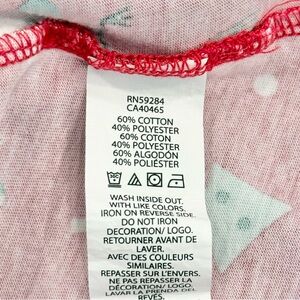 RN59284
CA40465
60% COTTON
40% POLYESTER
60% COTON
40% POLYESTER
60% ALGODÓN
40% POLIÉSTER
WASH INSIDE OUT.
WITH LIKE COLORS.
IRON ON REVERSE SIDE.
DO NOT IRON
DECORATION/ LOGO.
RETOURNER AVANT DE
LAVER.
AVEC DES COULEURS
SIMILAIRES.
REPASSER SUR L'ENVERS.
NE PAS REPASSER LA
DÉCORATION/ LOGO.
LAVAR LA PRENDA DEL
REVES.